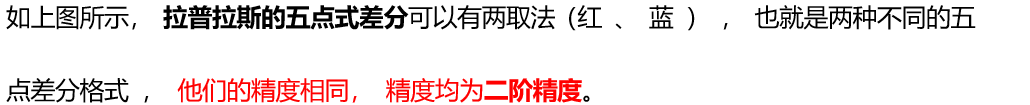 如上图所示， 拉普拉斯的五点式差分可以有两取法（红 、 蓝 ） ， 也就是两种不同的五
点差分格式 ， 他们的精度相同， 精度均为二阶精度。